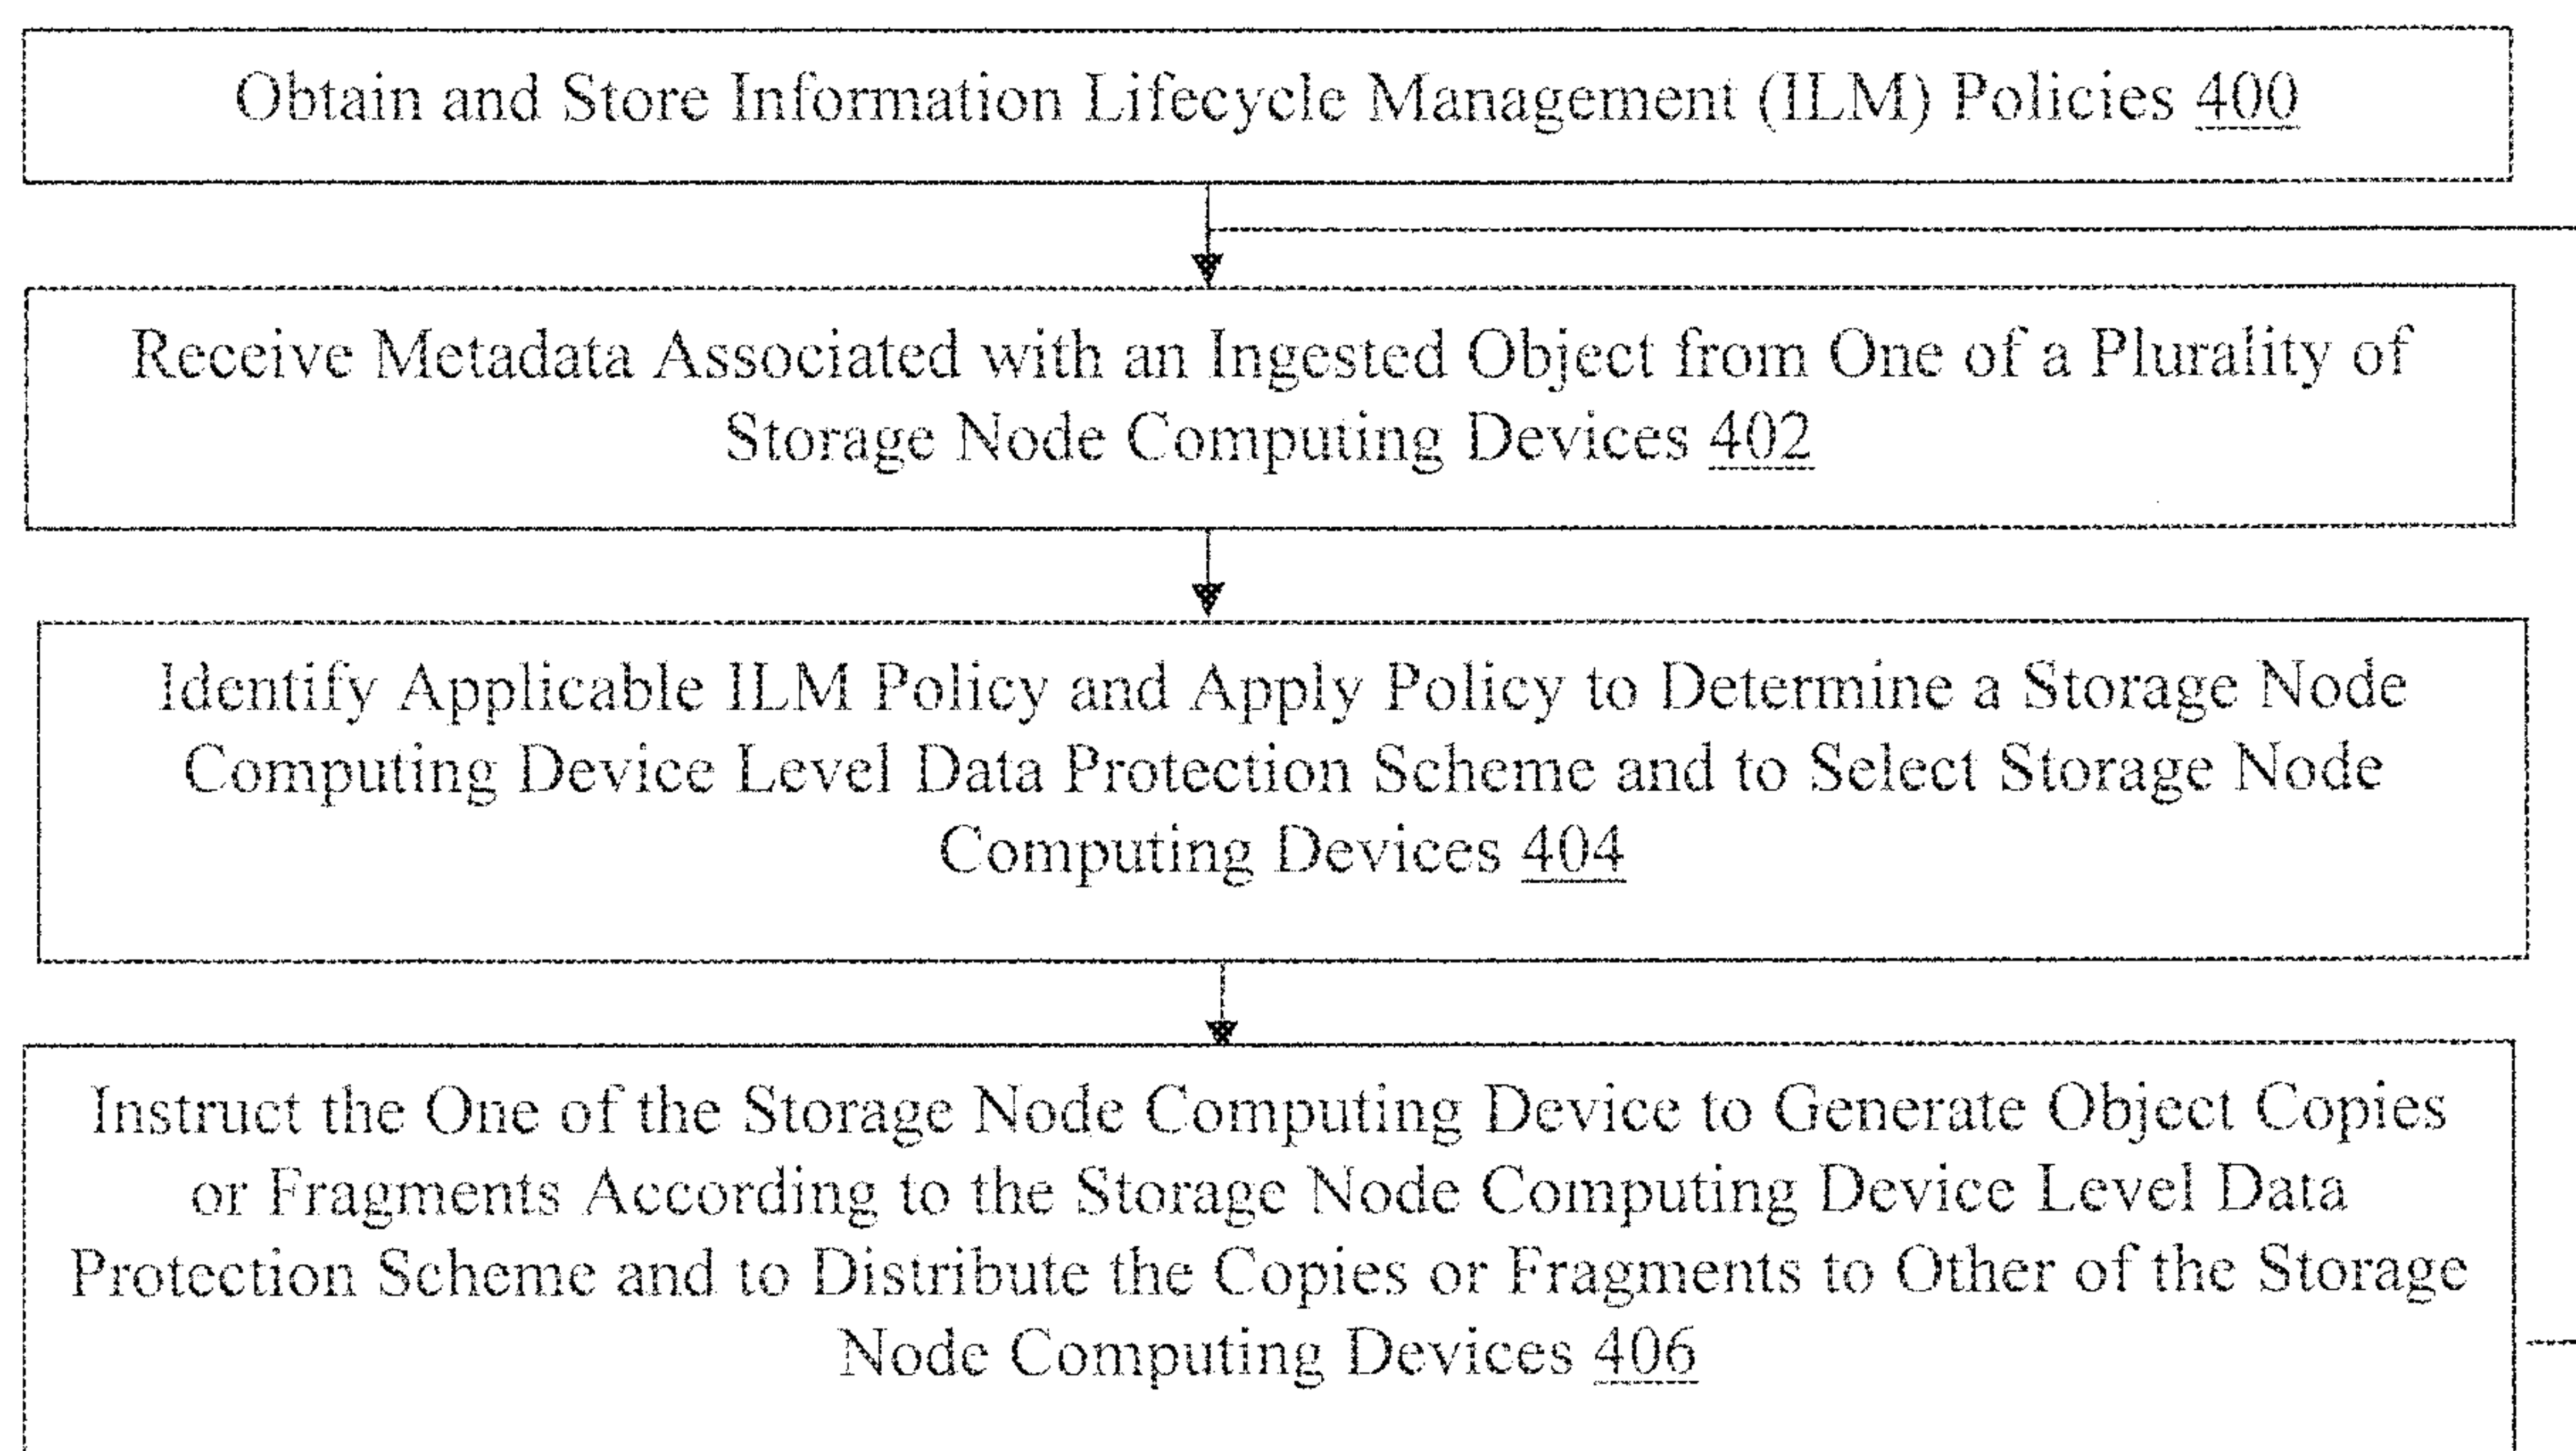 Obtain and Store Information Lifecycle Management (ILM) Policies 400
Receive Metadata Associated with an Ingested Object from One of a Plurality of
Storage Node Computing Devices 402
Identify Applicable ILM Policy and Apply Policy to Determine a Storage Node
Computing Device Level Data Protection Scheme and to Select Storage Node
Computing Devices 404
Instruct the One of the Storage Node Computing Device to Generate Object Copies
or Fragments According to the Storage Node Computing Device Level Data
Protection Scheme and to Distribute the Copies or Fragments to Other of the Storage
Node Computing Devices 406